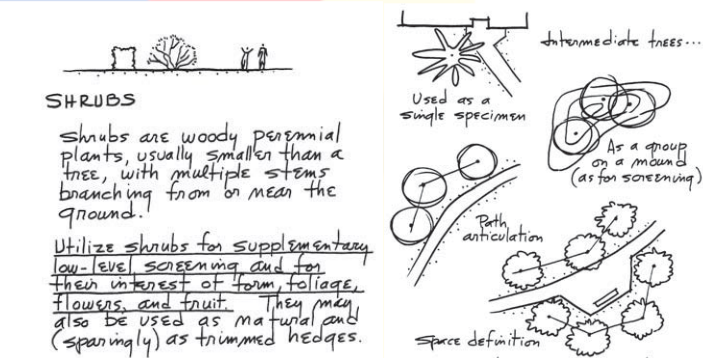 SHRUBS
Shrubs are woody perennial
plants, usually smaller than a
tree, with multiple stems
branching from or near the
ground.
Utilize shrubs for supplementary
low-level screening and for
their interest of form, foliage,
flowers, and fruit. They may
also be used as natural and
(sparingly) as trimmed hedges.
Intermediate trees...
Used as a
single specimen
As a group
on a mound
(as for screening)
Path
articulation
Space definition